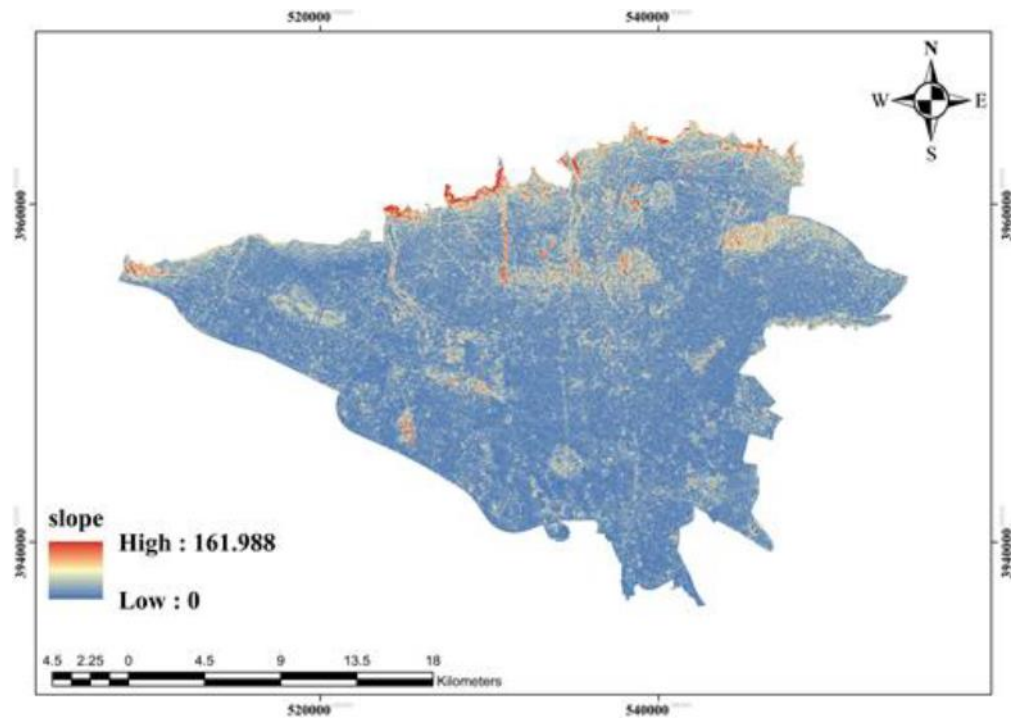 520000 540000
N
W E
S
3960000 3960000
slope
High : 161.988
Low : 0
3940000 3940000
4.5 2.25 0 4.5 9 13.5 18
Kilometers
520000 540000